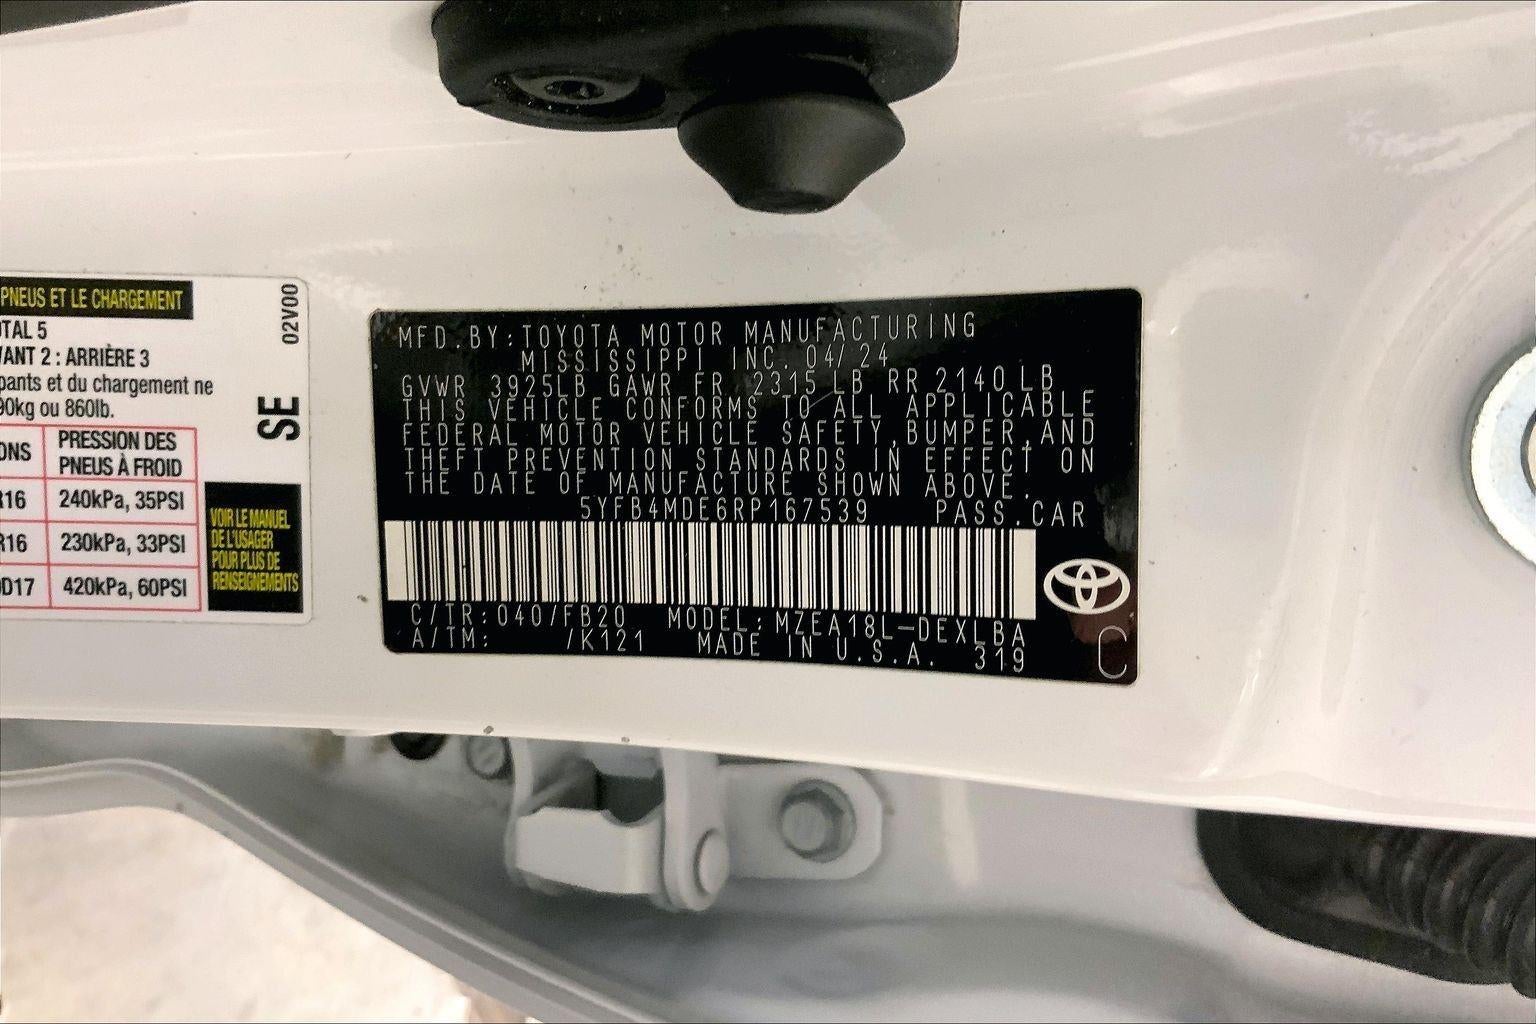 PNEUS ET LE CHARGEMENT
TAL 5
VANT 2 : ARRIÈRE 3
pants et du chargement ne
90kg ou 860lb.
ONS PRESSION DES
PNEUS À FROID
R16 240kPa, 35PSI
R16 230kPa, 33PSI
D17 420kPa, 60PSI
02V00
SE
VOIR LE MANUEL
DE L'USAGER
POUR PLUS DE
RENSEIGNEMENTS
MFD.BY:TOYOTA MOTOR MANUFACTURING
MISSISSIPPI INC. 04/24
GVWR 3925LB GAWR FR 2315 LB RR 2140 LB
THIS VEHICLE CONFORMS TO ALL APPLICABLE
FEDERAL MOTOR VEHICLE SAFETY,BUMPER,AND
THEFT PREVENTION STANDARDS IN EFFECT ON
THE DATE OF MANUFACTURE SHOWN ABOVE.
5YFB4MDE6RP167539 PASS.CAR
C/TR:040/FB20 MODEL:MZEA18L-DEXLBA
A/TM: /K121 MADE IN U.S.A. 319
C